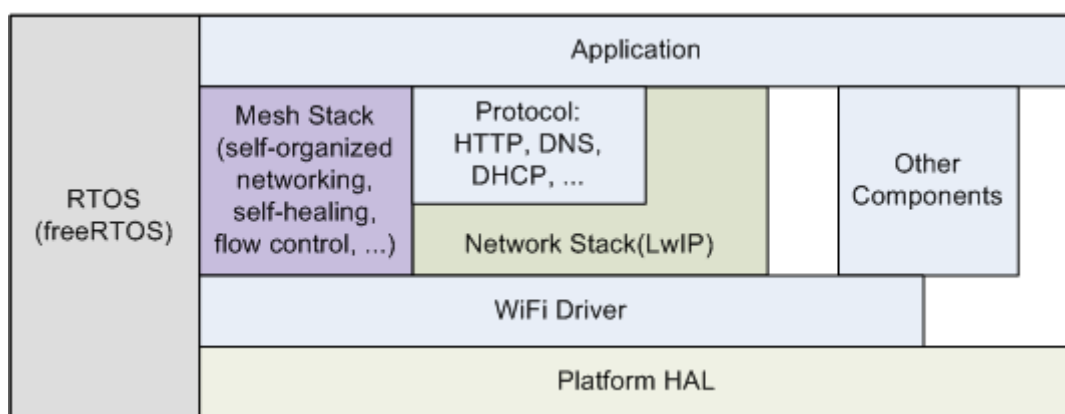 Application
RTOS
(freeRTOS)
Mesh Stack
(self-organized
networking,
self-healing,
flow control, ...)
Protocol:
HTTP, DNS,
DHCP, ...
Network Stack(LwIP)
Other
Components
WiFi Driver
Platform HAL